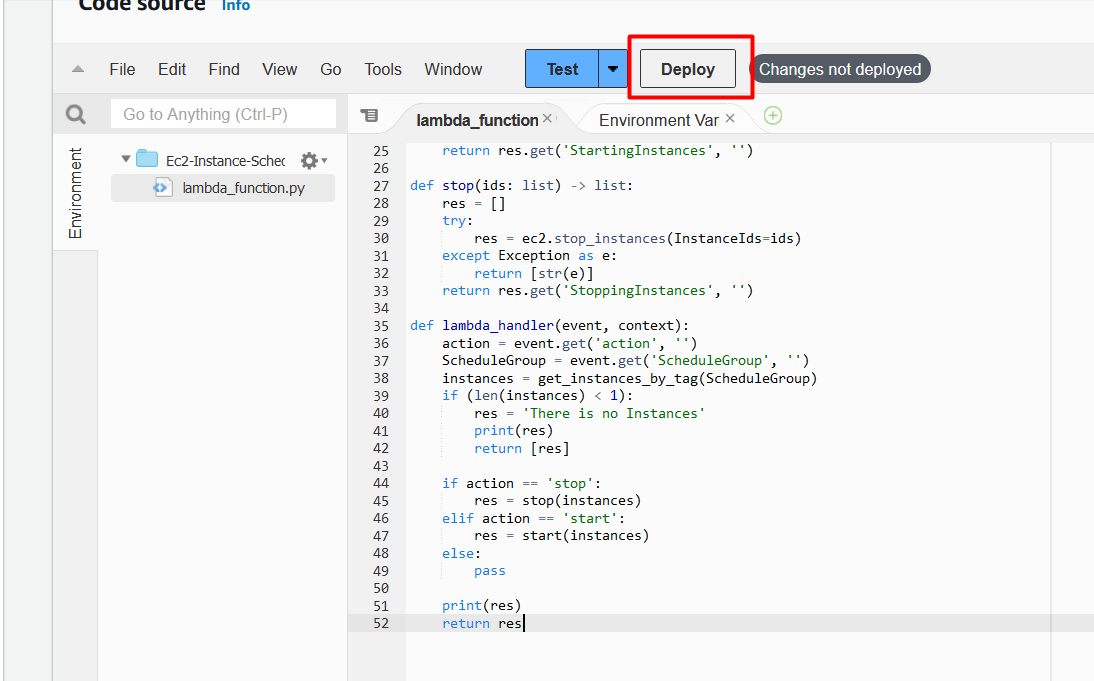 Code source Info
File Edit Find View Go Tools Window Test Deploy Changes not deployed
Go to Anything (Ctrl-P)
lambda_function × Environment Var ×
Environment
Ec2-Instance-Sched
lambda_function.py
25     return res.get('StartingInstances', '')
26
27 def stop(ids: list) -> list:
28     res = []
29     try:
30         res = ec2.stop_instances(InstanceIds=ids)
31     except Exception as e:
32         return [str(e)]
33     return res.get('StoppingInstances', '')
34
35 def lambda_handler(event, context):
36     action = event.get('action', '')
37     ScheduleGroup = event.get('ScheduleGroup', '')
38     instances = get_instances_by_tag(ScheduleGroup)
39     if (len(instances) < 1):
40         res = 'There is no Instances'
41         print(res)
42         return [res]
43
44     if action == 'stop':
45         res = stop(instances)
46     elif action == 'start':
47         res = start(instances)
48     else:
49         pass
50
51     print(res)
52     return res